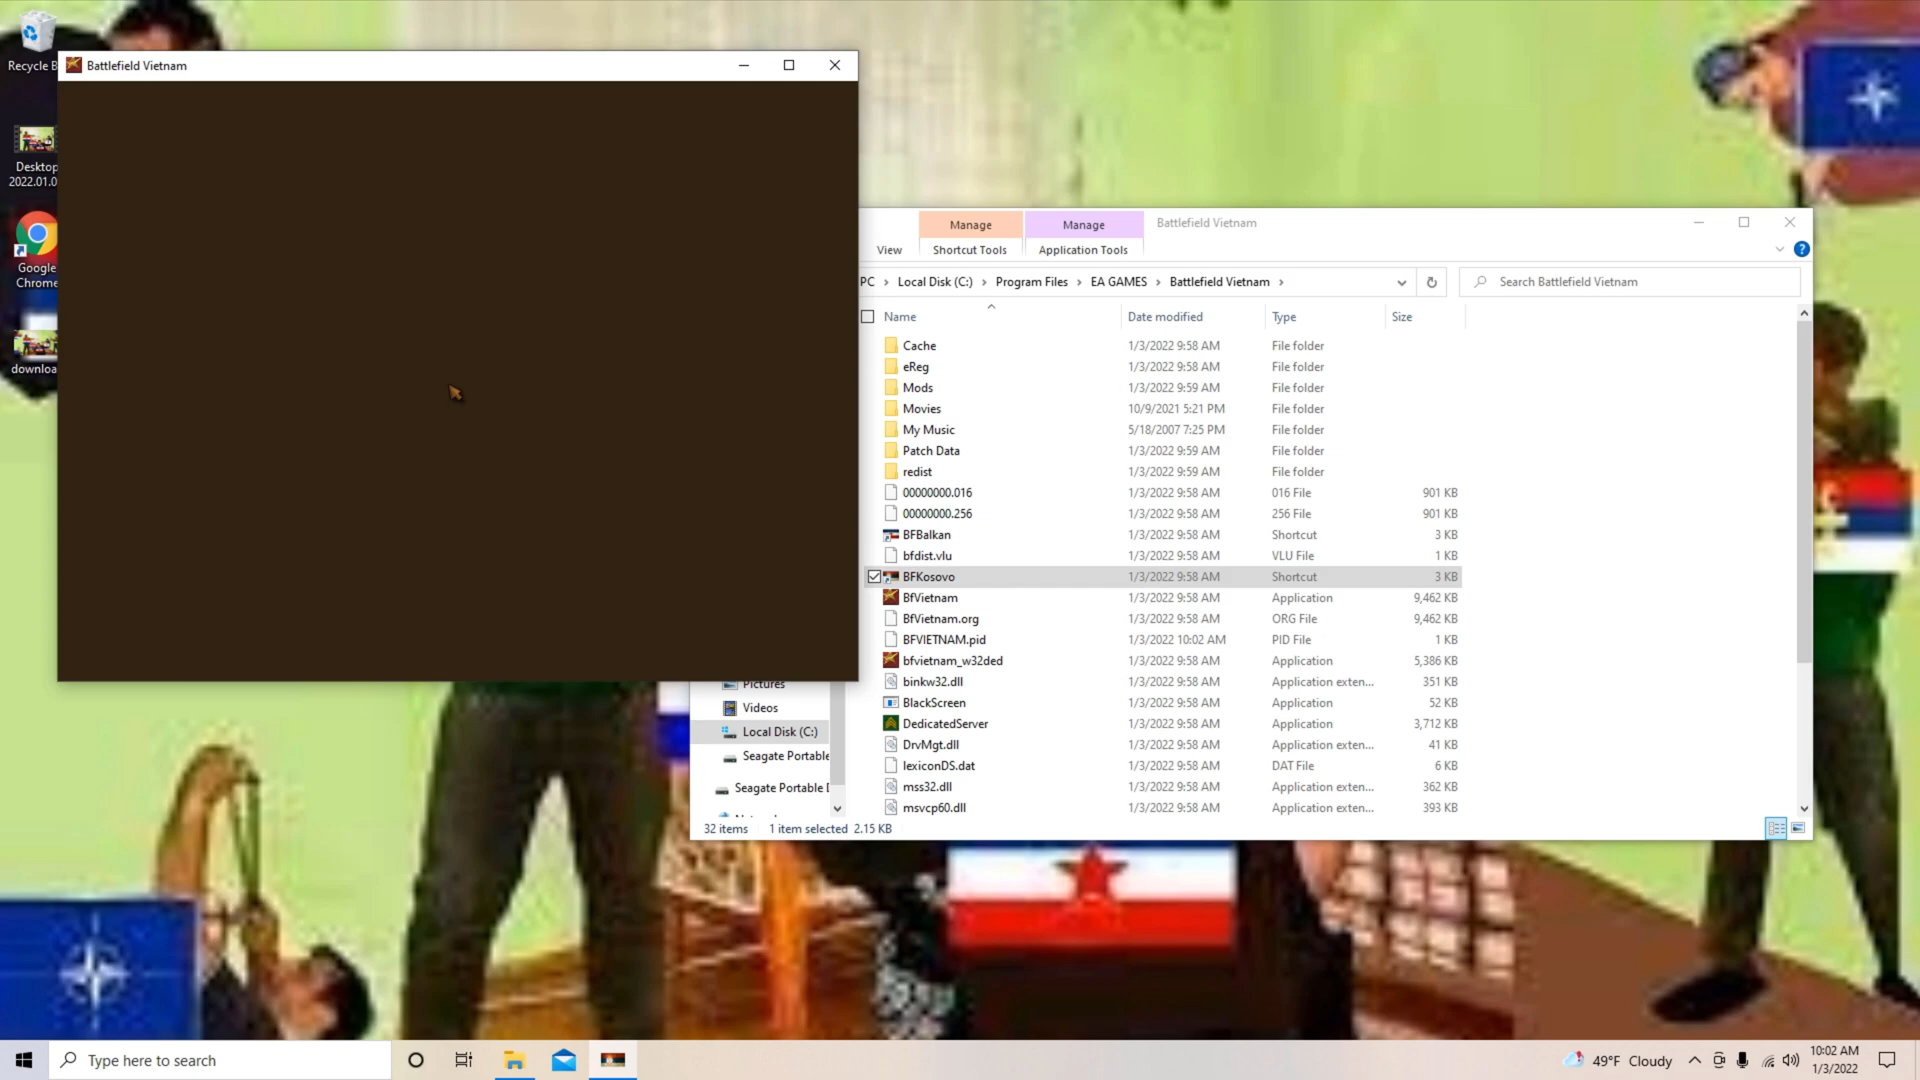 Recycle B
Battlefield Vietnam
Desktop
2022.01.0
Google
Chrome
downloa
Manage
Manage
Battlefield Vietnam
View
Shortcut Tools
Application Tools
PC
Local Disk (C:)
Program Files
EA GAMES
Battlefield Vietnam
Search Battlefield Vietnam
Name
Date modified
Type
Size
Cache 1/3/2022 9:58 AM File folder
eReg 1/3/2022 9:58 AM File folder
Mods 1/3/2022 9:59 AM File folder
Movies 10/9/2021 5:21 PM File folder
My Music 5/18/2007 7:25 PM File folder
Patch Data 1/3/2022 9:59 AM File folder
redist 1/3/2022 9:59 AM File folder
00000000.016 1/3/2022 9:58 AM 016 File 901 KB
00000000.256 1/3/2022 9:58 AM 256 File 901 KB
BFBalkan 1/3/2022 9:58 AM Shortcut 3 KB
bfdist.vlu 1/3/2022 9:58 AM VLU File 1 KB
BFKosovo 1/3/2022 9:58 AM Shortcut 3 KB
BfVietnam 1/3/2022 9:58 AM Application 9,462 KB
BfVietnam.org 1/3/2022 9:58 AM ORG File 9,462 KB
BFVIETNAM.pid 1/3/2022 10:02 AM PID File 1 KB
bfvietnam_w32ded 1/3/2022 9:58 AM Application 5,386 KB
binkw32.dll 1/3/2022 9:58 AM Application exten... 351 KB
BlackScreen 1/3/2022 9:58 AM Application 52 KB
DedicatedServer 1/3/2022 9:58 AM Application 3,712 KB
DrvMgt.dll 1/3/2022 9:58 AM Application exten... 41 KB
lexiconDS.dat 1/3/2022 9:58 AM DAT File 6 KB
mss32.dll 1/3/2022 9:58 AM Application exten... 362 KB
msvcp60.dll 1/3/2022 9:58 AM Application exten... 393 KB
Pictures
Videos
Local Disk (C:)
Seagate Portable
Seagate Portable D
32 items 1 item selected 2.15 KB
Type here to search
49°F Cloudy
10:02 AM
1/3/2022